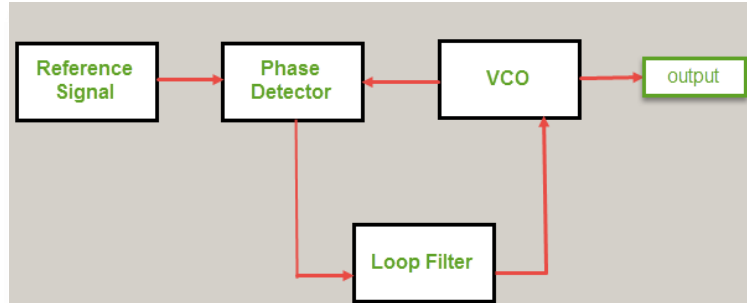 Reference
Signal
Phase
Detector
VCO
output
Loop Filter